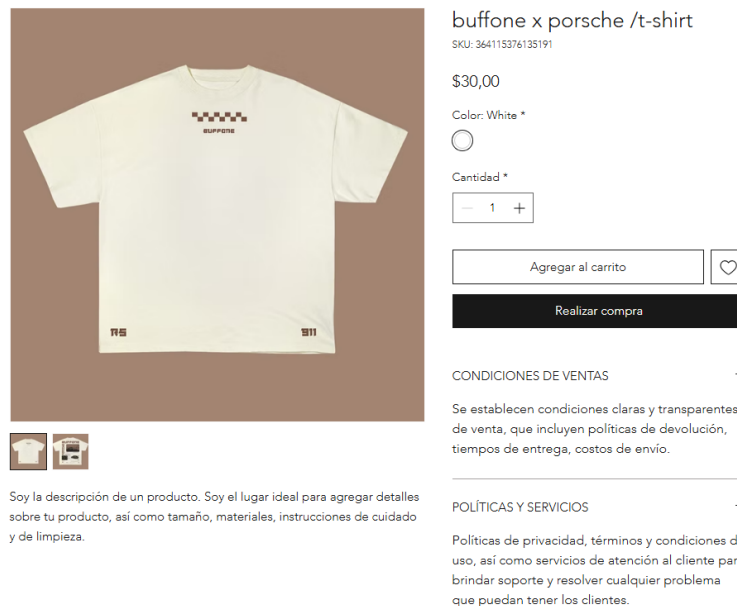 buffone x porsche /t-shirt
SKU: 364115376135191
$30,00
Color: White *
Cantidad *
1
Agregar al carrito
Realizar compra
CONDICIONES DE VENTAS
Se establecen condiciones claras y transparentes
de venta, que incluyen políticas de devolución,
tiempos de entrega, costos de envío.
POLÍTICAS Y SERVICIOS
Políticas de privacidad, términos y condiciones d
uso, así como servicios de atención al cliente par
brindar soporte y resolver cualquier problema
que puedan tener los clientes.
BUFFONE
RS
911
Soy la descripción de un producto. Soy el lugar ideal para agregar detalles
sobre tu producto, así como tamaño, materiales, instrucciones de cuidado
y de limpieza.